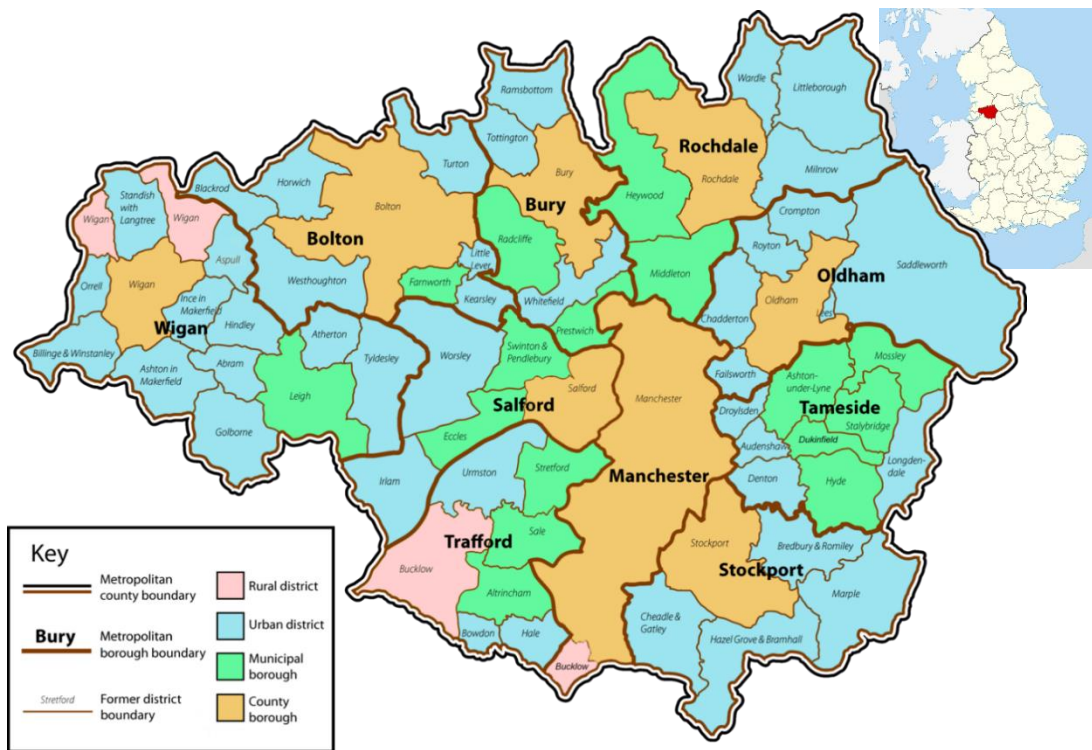 Ramsbottom
Wardle
Littleborough
Tottington
Turton
Rochdale
Milnrow
Blackrod
Horwich
Bury
Rochdale
Standish
with
Langtree
Wigan
Wigan
Bolton
Bury
Heywood
Crompton
Bolton
Radcliffe
Royton
Little
Lever
Aspull
Saddleworth
Middleton
Oldham
Westhoughton
Farnworth
Orrell
Wigan
Ince in
Makerfield
Kearsley
Whitefield
Oldham
Lees
Chadderton
Wigan
Hindley
Atherton
Prestwich
Billinge & Winstanley
Tyldesley
Worsley
Swinton &
Pendlebury
Mossley
Ashton in
Makerfield
Abram
Failsworth
Ashton-
under-Lyne
Leigh
Salford
Manchester
Salford
Droylsden
Tameside
Stalybridge
Golborne
Eccles
Dukinfield
Audenshaw
Longden-
dale
Stretford
Manchester
Irlam
Urmston
Denton
Hyde
Trafford
Sale
Stockport
Bredbury & Romiley
Bucklow
Stockport
Altrincham
Marple
Cheadle &
Gatley
Bowdon
Hale
Hazel Grove & Bramhall
Bucklow
Key
Metropolitan
county boundary
Rural district
Bury
Metropolitan
borough boundary
Urban district
Municipal
borough
Stretford
Former district
boundary
County
borough